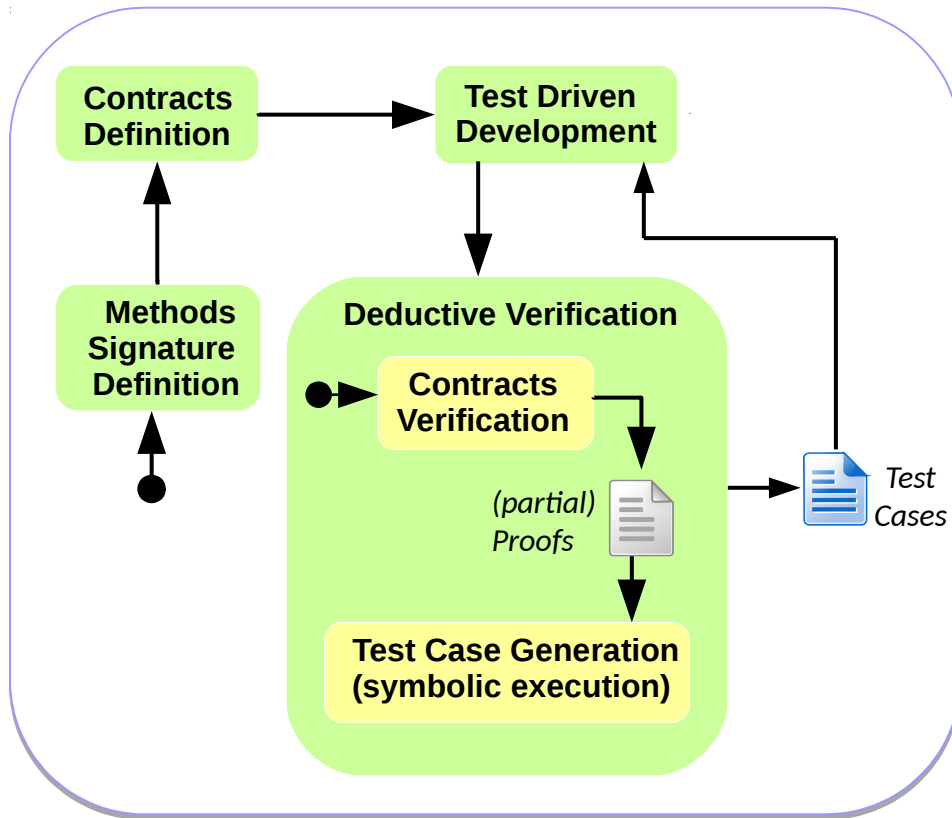 Contracts
Definition
Test Driven
Development
Methods
Signature
Definition
Deductive Verification
Contracts
Verification
(partial)
Proofs
Test
Cases
Test Case Generation
(symbolic execution)